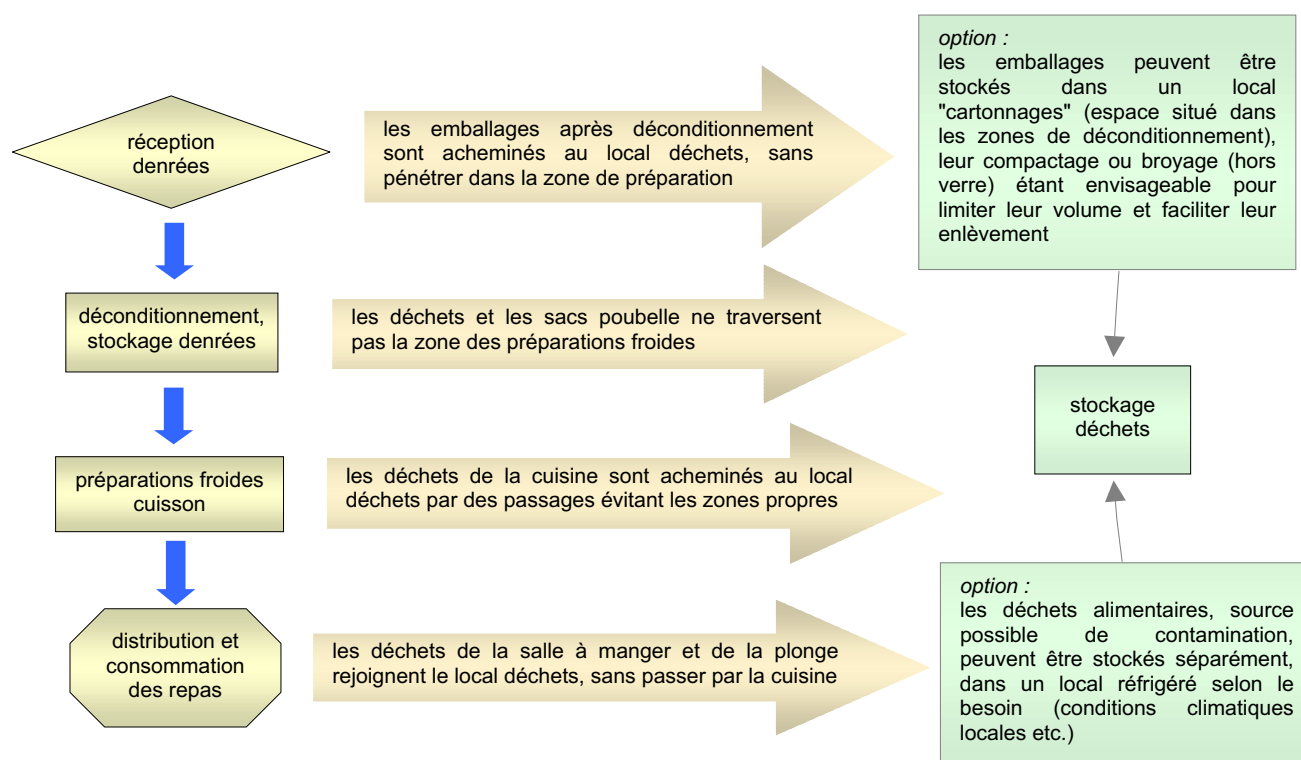 réception
denrées
les emballages après déconditionnement
sont acheminés au local déchets, sans
pénétrer dans la zone de préparation
option :
les emballages peuvent être
stockés dans un local
"cartonnages" (espace situé dans
les zones de déconditionnement),
leur compactage ou broyage (hors
verre) étant envisageable pour
limiter leur volume et faciliter leur
enlèvement
déconditionnement,
stockage denrées
les déchets et les sacs poubelle ne traversent
pas la zone des préparations froides
stockage
déchets
préparations froides
cuisson
les déchets de la cuisine sont acheminés au local
déchets par des passages évitant les zones propres
distribution et
consommation
des repas
les déchets de la salle à manger et de la plonge
rejoignent le local déchets, sans passer par la cuisine
option :
les déchets alimentaires, source
possible de contamination,
peuvent être stockés séparément,
dans un local réfrigéré selon le
besoin (conditions climatiques
locales etc.)